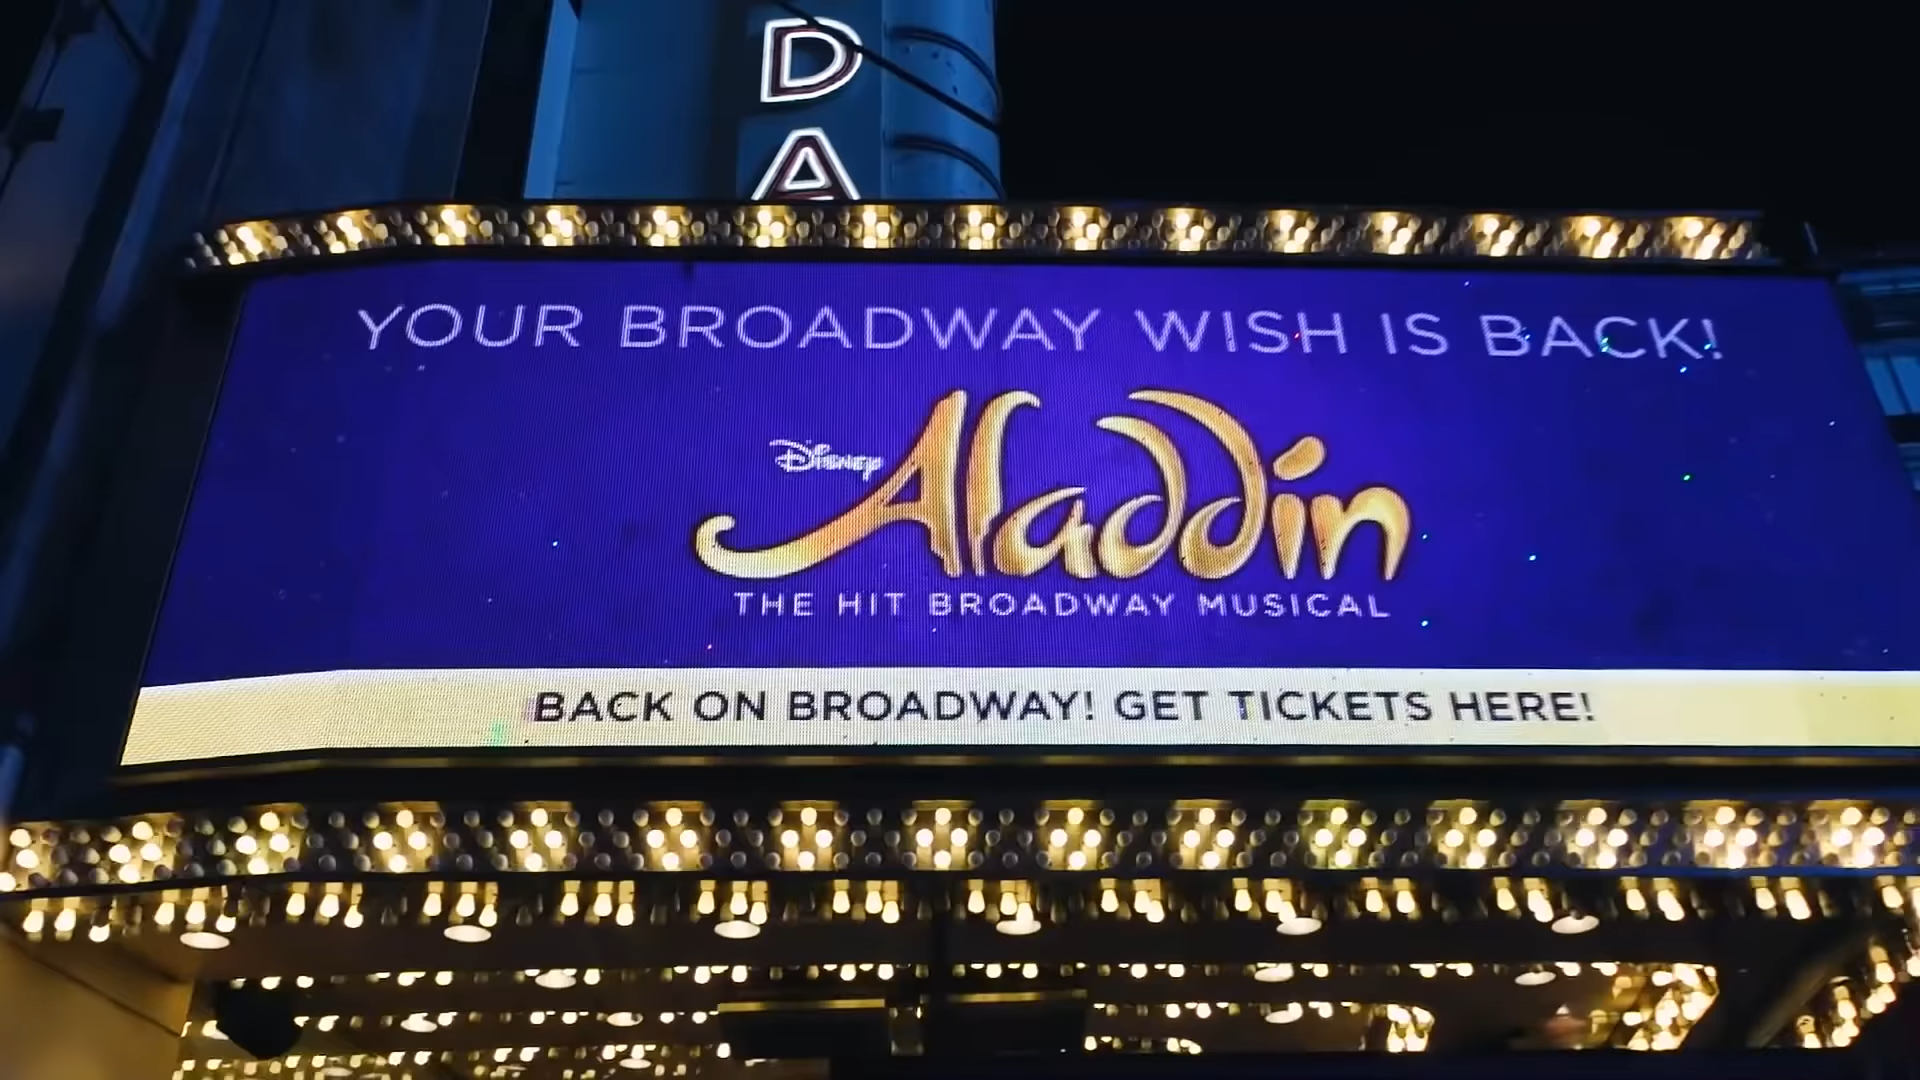 D
A
YOUR BROADWAY WISH IS BACK!
Disney
Aladdin
THE HIT BROADWAY MUSICAL
BACK ON BROADWAY! GET TICKETS HERE!